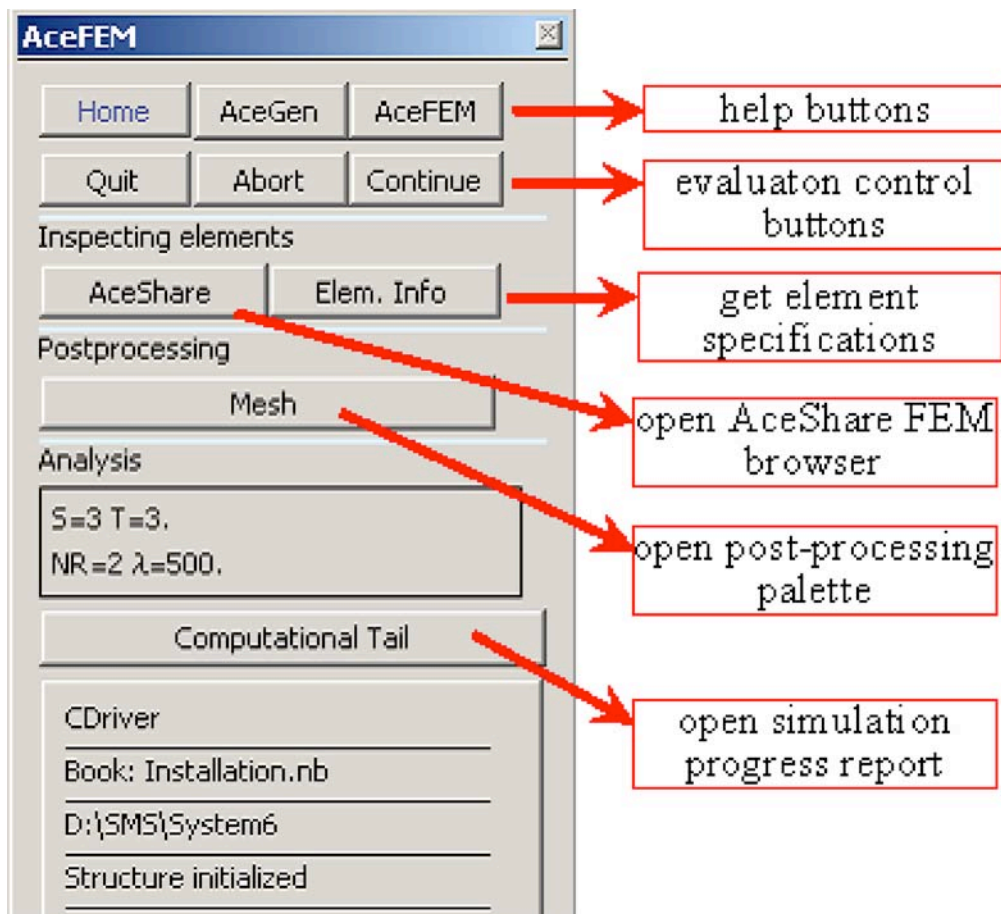 AceFEM
Home AceGen AceFEM
help buttons
Quit Abort Continue
evaluaton control
buttons
Inspecting elements
AceShare Elem. Info
get element
specifications
Postprocessing
Mesh
open AceShare FEM
browser
Analysis
S=3 T=3.
NR=2 λ=500.
open post-processing
palette
Computational Tail
open simulation
progress report
CDriver
Book: Installation.nb
D:\SMS\System6
Structure initialized